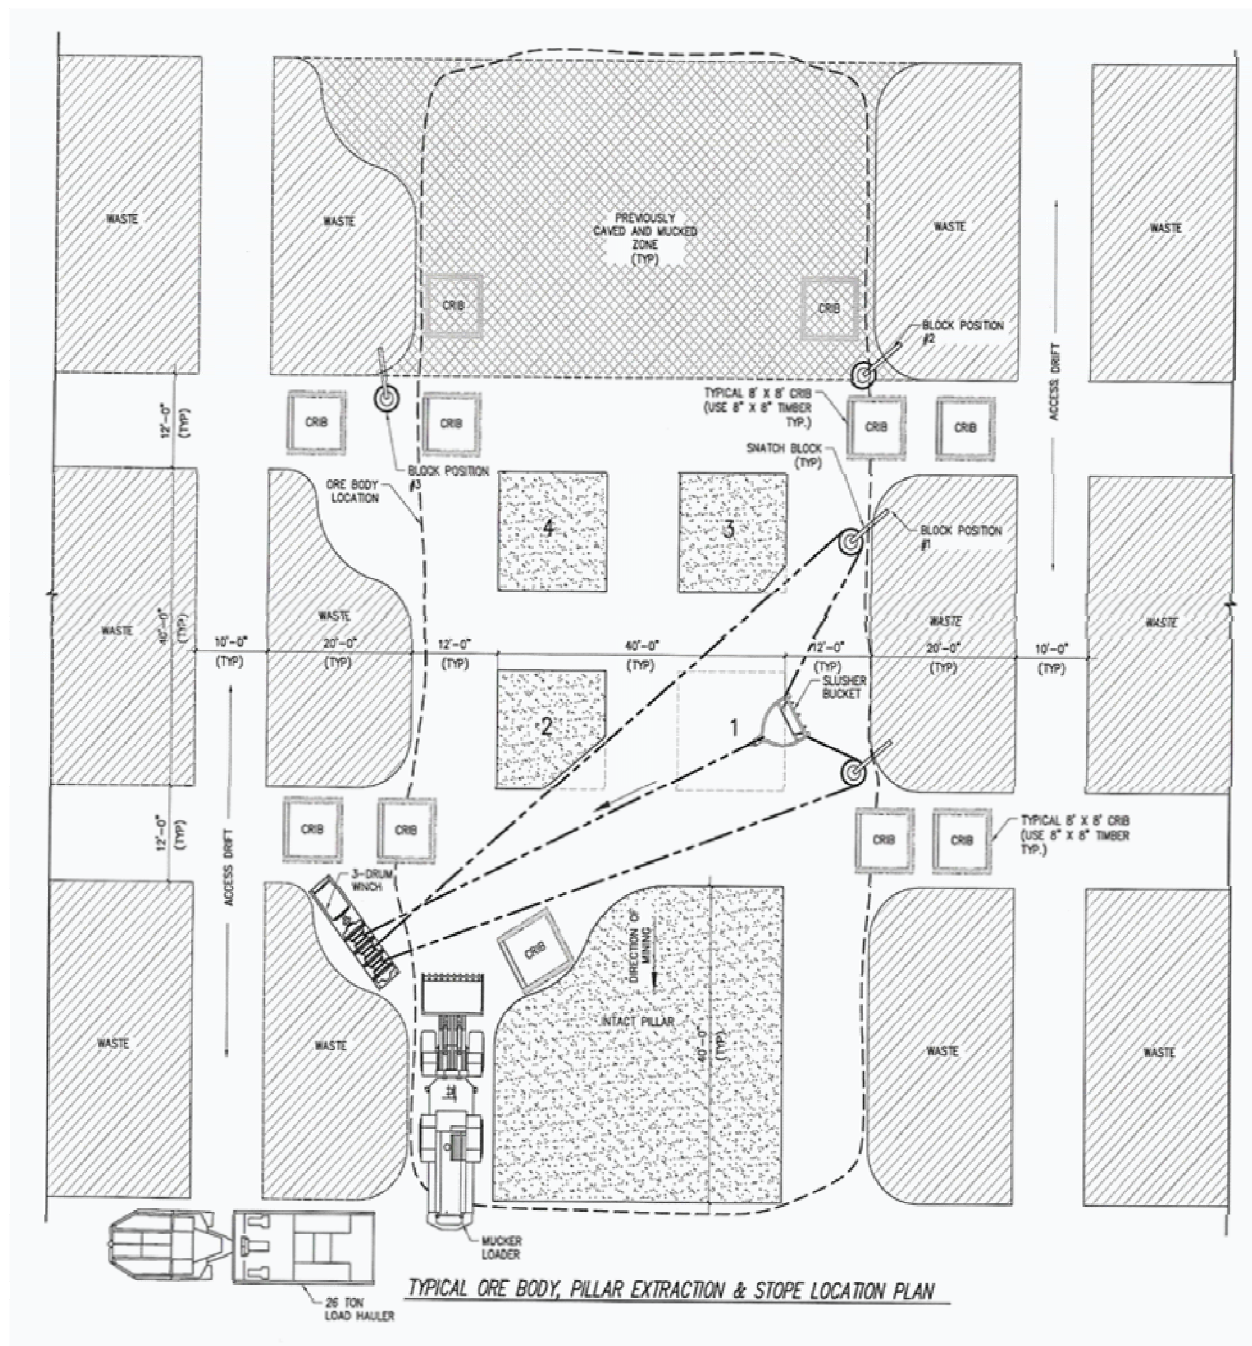 WASTE
WASTE
PREVIOUSLY
CAVED AND MUCKED
ZONE
(TYP)
WASTE
WASTE
CRIB
CRIB
BLOCK POSITION
#2
ACCESS DRIFT
12'-0"
(TYP)
CRIB
CRIB
TYPICAL 8' X 8' CRIB
(USE 8" X 8" TIMBER
TYP.)
CRIB
CRIB
SNATCH BLOCK
(TYP)
BLOCK POSITION
#3
ORE BODY
LOCATION
4
3
BLOCK POSITION
#1
WASTE
40'-0"
(TYP)
WASTE
WASTE
WASTE
10'-0"
(TYP)
20'-0"
(TYP)
12'-0"
(TYP)
40'-0"
(TYP)
12'-0"
(TYP)
20'-0"
(TYP)
10'-0"
(TYP)
SLUSHER
BUCKET
2
1
12'-0"
(TYP)
ACCESS DRIFT
CRIB
CRIB
CRIB
CRIB
TYPICAL 8' X 8' CRIB
(USE 8" X 8" TIMBER
TYP.)
3-DRUM
WINCH
CRIB
DIRECTION OF
MINING
INTACT PILLAR
40'-0"
(TYP)
WASTE
WASTE
WASTE
WASTE
MUCKER
LOADER
26 TON
LOAD HAULER
TYPICAL ORE BODY, PILLAR EXTRACTION & STOPE LOCATION PLAN